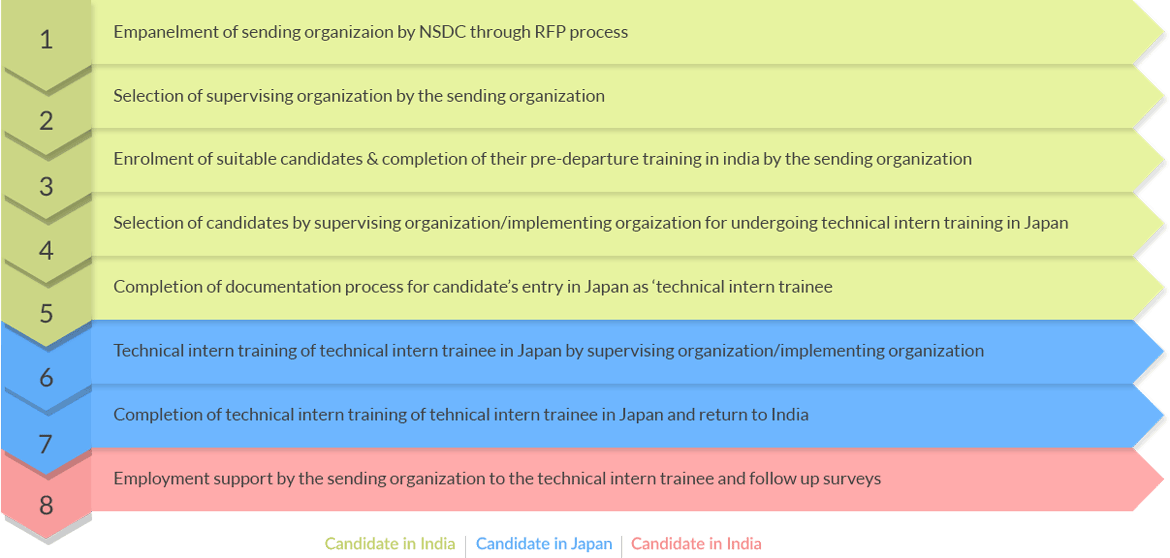 1
Empanelment of sending organizaion by NSDC through RFP process
2
Selection of supervising organization by the sending organization
3
Enrolment of suitable candidates & completion of their pre-departure training in india by the sending organization
4
Selection of candidates by supervising organization/implementing orgaization for undergoing technical intern training in Japan
5
Completion of documentation process for candidate’s entry in Japan as ‘technical intern trainee
6
Technical intern training of technical intern trainee in Japan by supervising organization/implementing organization
7
Completion of technical intern training of tehnical intern trainee in Japan and return to India
8
Employment support by the sending organization to the technical intern trainee and follow up surveys
Candidate in India | Candidate in Japan | Candidate in India